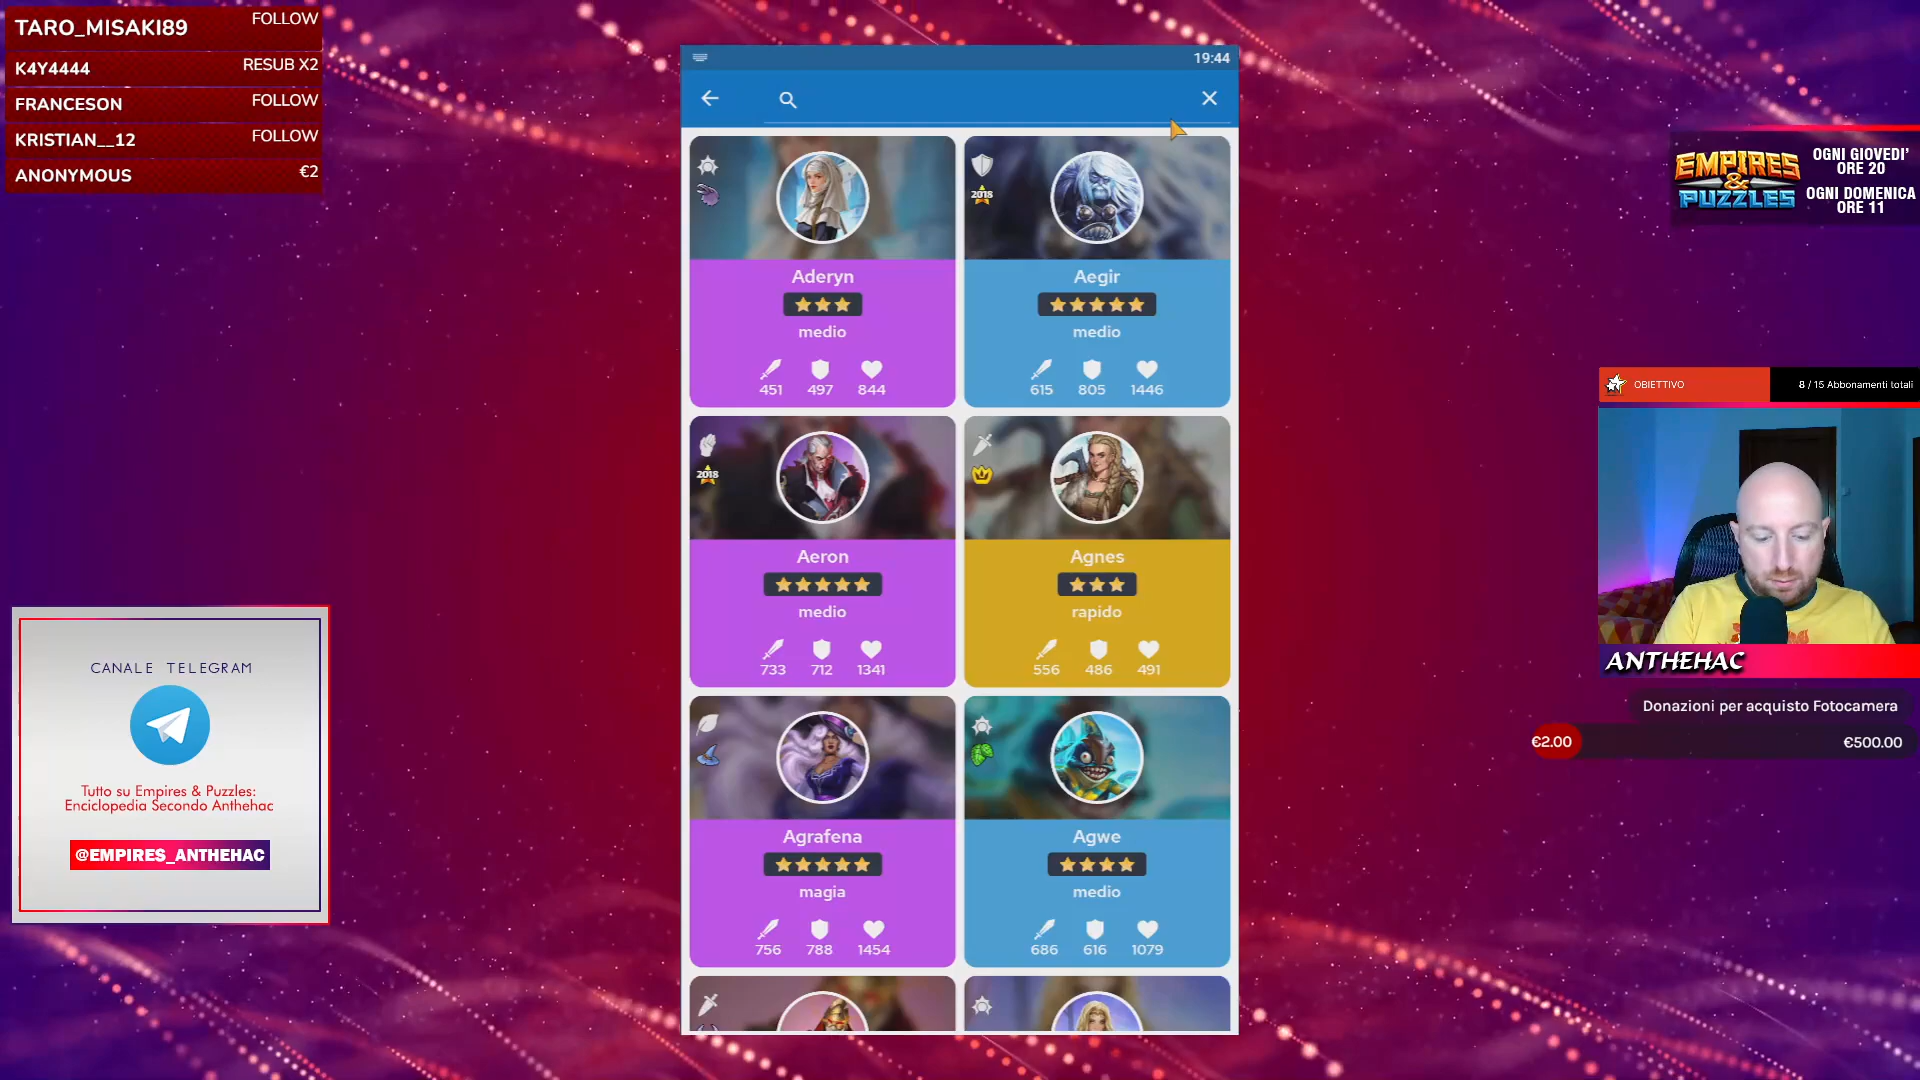 TARO_MISAKI89 FOLLOW
K4Y4444 RESUB X2
FRANCESON FOLLOW
KRISTIAN__12 FOLLOW
ANONYMOUS €2
19:44
EMPIRES & PUZZLES
OGNI GIOVEDI'
ORE 20
OGNI DOMENICA
ORE 11
Aderyn
medio
451 497 844
2018
Aegir
medio
615 805 1446
2018
Aeron
medio
733 712 1341
Agnes
rapido
556 486 491
Agrafena
magia
756 788 1454
Agwe
medio
686 616 1079
OBIETTIVO 8 / 15 Abbonamenti totali
ANTHEHAC
Donazioni per acquisto Fotocamera
€2.00 €500.00
CANALE TELEGRAM
Tutto su Empires & Puzzles:
Enciclopedia Secondo Anthehac
@EMPIRES_ANTHEHAC